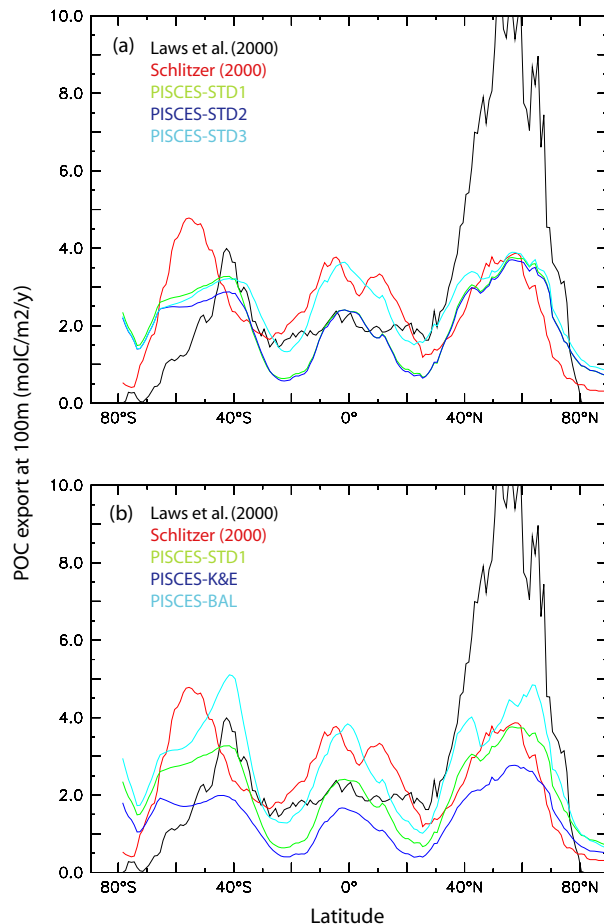 (a)
Laws et al. (2000)
Schlitzer (2000)
PISCES-STD1
PISCES-STD2
PISCES-STD3
10.0
8.0
6.0
4.0
2.0
0.0
80°S 40°S 0° 40°N 80°N
POC export at 100m (molC/m2/y)
(b)
Laws et al. (2000)
Schlitzer (2000)
PISCES-STD1
PISCES-K&E
PISCES-BAL
10.0
8.0
6.0
4.0
2.0
0.0
80°S 40°S 0° 40°N 80°N
Latitude